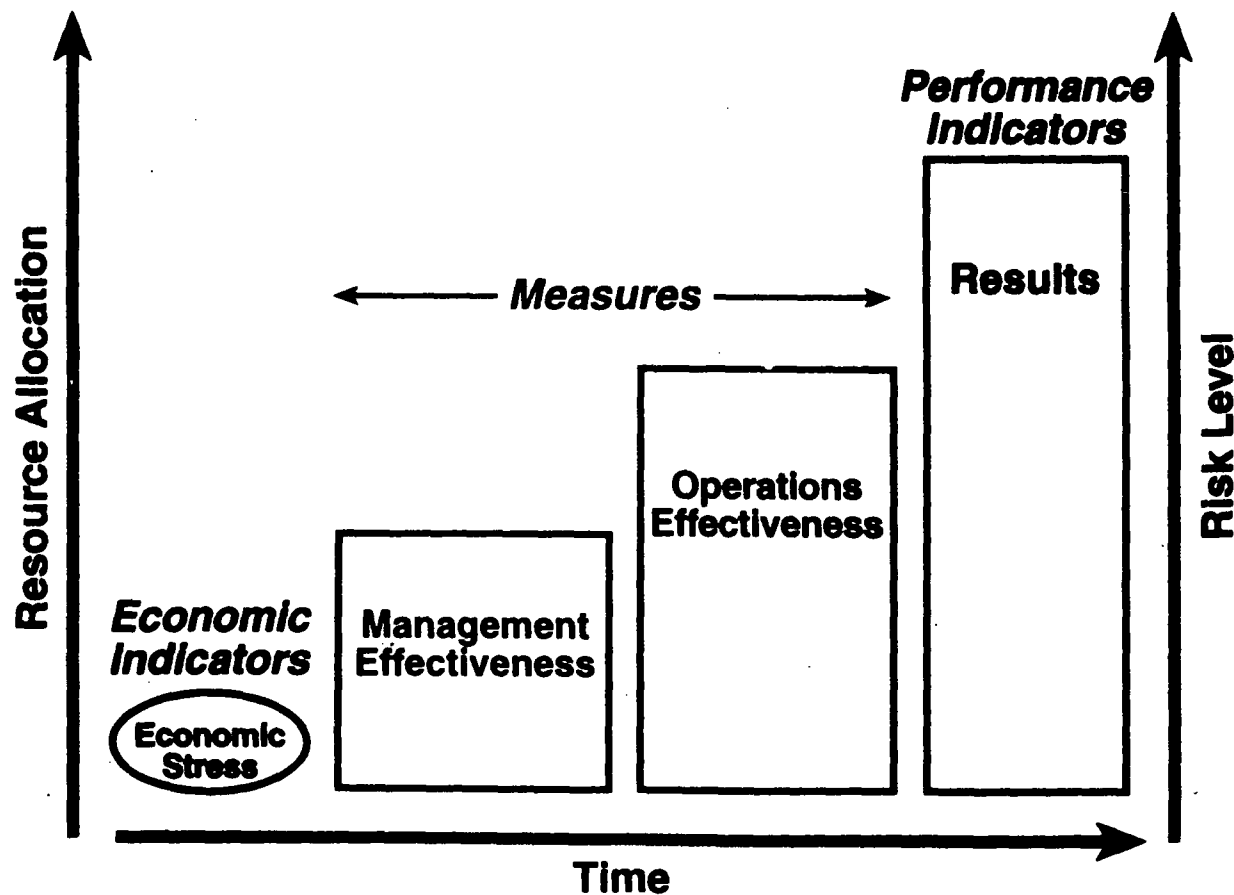 Resource Allocation
Economic
Indicators
Economic
Stress
Management
Effectiveness
Measures
Operations
Effectiveness
Performance
Indicators
Results
Risk Level
Time